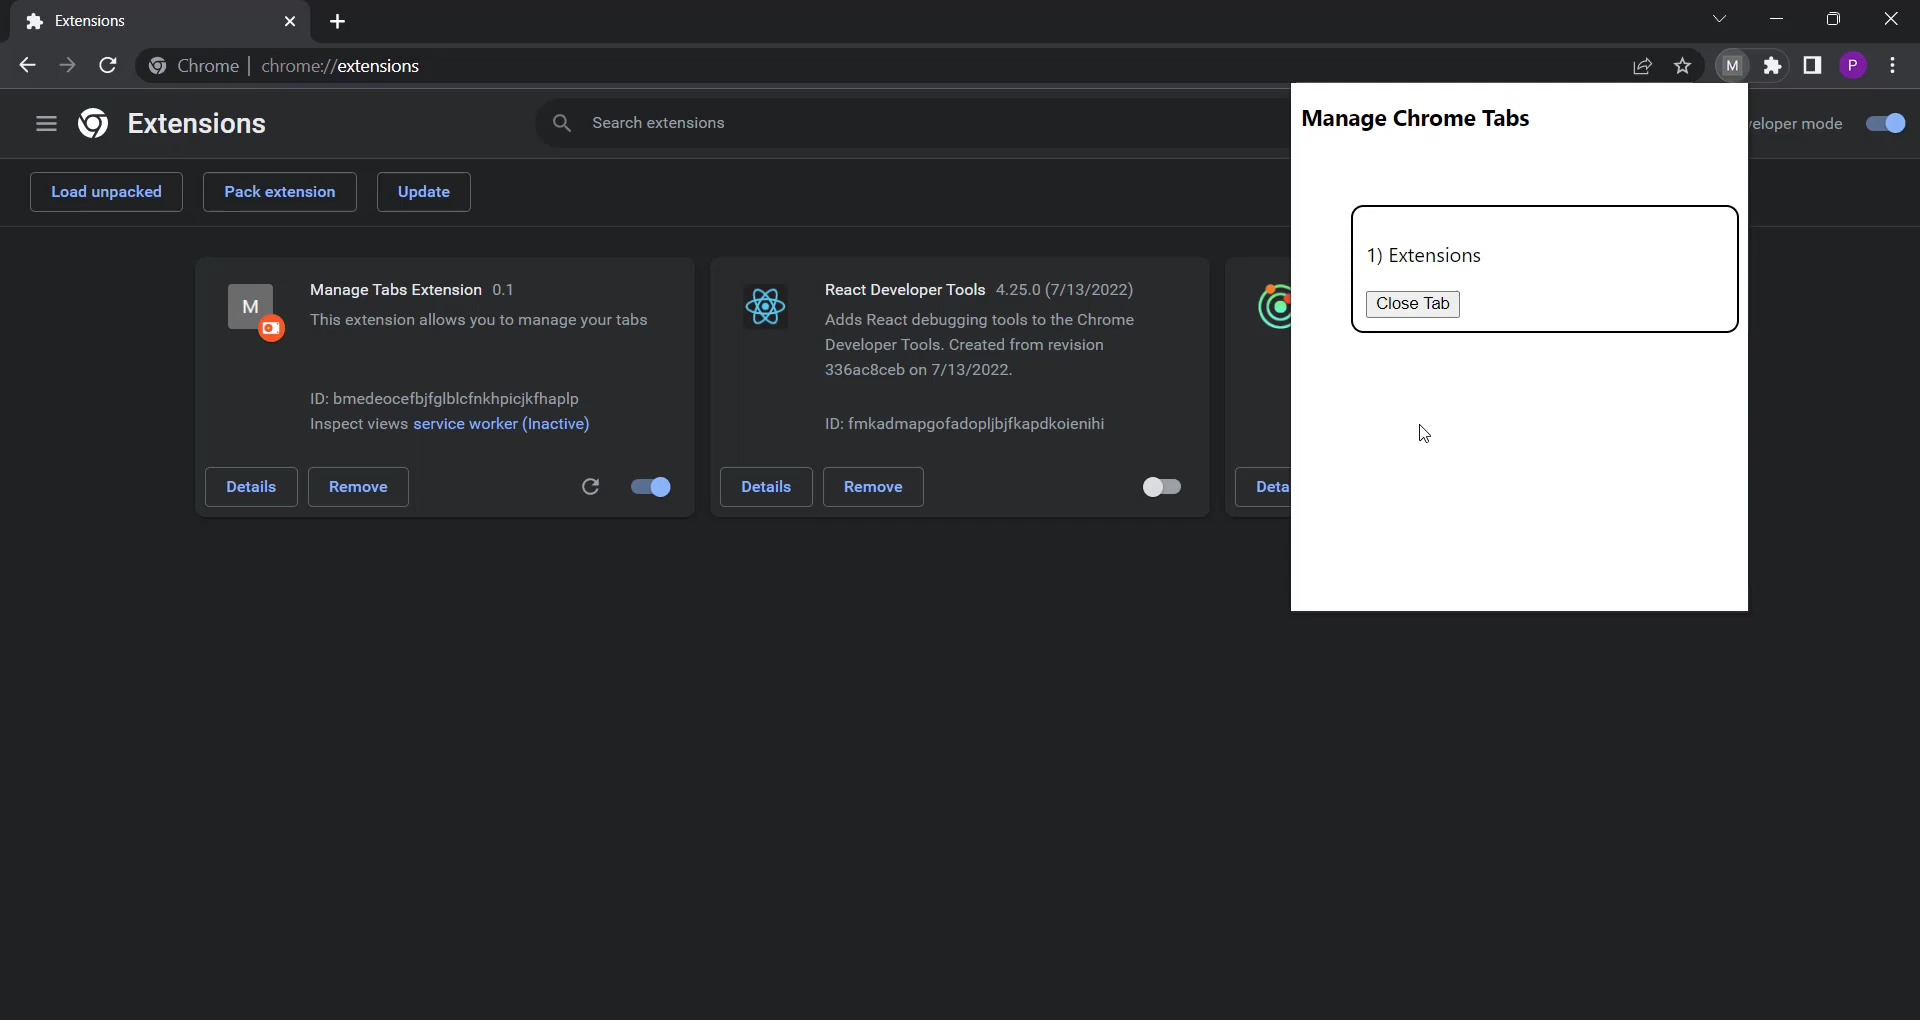 Extensions
Chrome | chrome://extensions
M
P
Extensions
Search extensions
Manage Chrome Tabs
veloper mode
Load unpacked
Pack extension
Update
1) Extensions
Close Tab
M
Manage Tabs Extension 0.1
This extension allows you to manage your tabs
ID: bmedeocefbjfglblcfnkhpicjkfhaplp
Inspect views service worker (Inactive)
Details
Remove
React Developer Tools 4.25.0 (7/13/2022)
Adds React debugging tools to the Chrome
Developer Tools. Created from revision
336ac8ceb on 7/13/2022.
ID: fmkadmapgofadopljbjfkapdkoienihi
Details
Remove
Deta